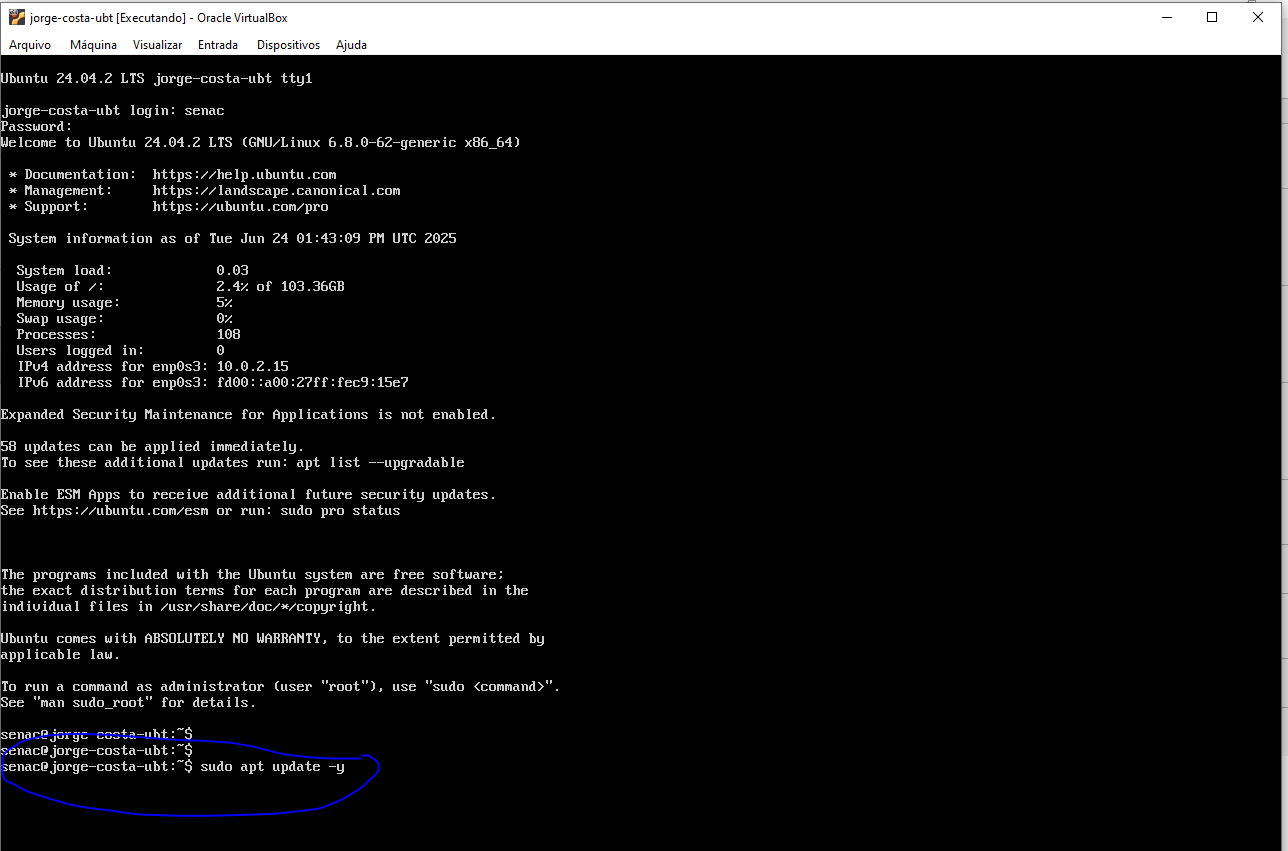 jorge-costa-ubt [Executando] - Oracle VirtualBox
Arquivo Máquina Visualizar Entrada Dispositivos Ajuda
Ubuntu 24.04.2 LTS jorge-costa-ubt tty1
jorge-costa-ubt login: senac
Password:
Welcome to Ubuntu 24.04.2 LTS (GNU/Linux 6.8.0-62-generic x86_64)
* Documentation: https://help.ubuntu.com
* Management: https://landscape.canonical.com
* Support: https://ubuntu.com/pro
System information as of Tue Jun 24 01:43:09 PM UTC 2025
System load: 0.03
Usage of /: 2.4% of 103.36GB
Memory usage: 5%
Swap usage: 0%
Processes: 108
Users logged in: 0
IPv4 address for enp0s3: 10.0.2.15
IPv6 address for enp0s3: fd00::a00:27ff:fec9:15e7
Expanded Security Maintenance for Applications is not enabled.
58 updates can be applied immediately.
To see these additional updates run: apt list --upgradable
Enable ESM Apps to receive additional future security updates.
See https://ubuntu.com/esm or run: sudo pro status
The programs included with the Ubuntu system are free software;
the exact distribution terms for each program are described in the
individual files in /usr/share/doc/*/copyright.
Ubuntu comes with ABSOLUTELY NO WARRANTY, to the extent permitted by
applicable law.
To run a command as administrator (user "root"), use "sudo <command>".
See "man sudo_root" for details.
senac@jorge-costa-ubt:~$
senac@jorge-costa-ubt:~$
senac@jorge-costa-ubt:~$ sudo apt update -y